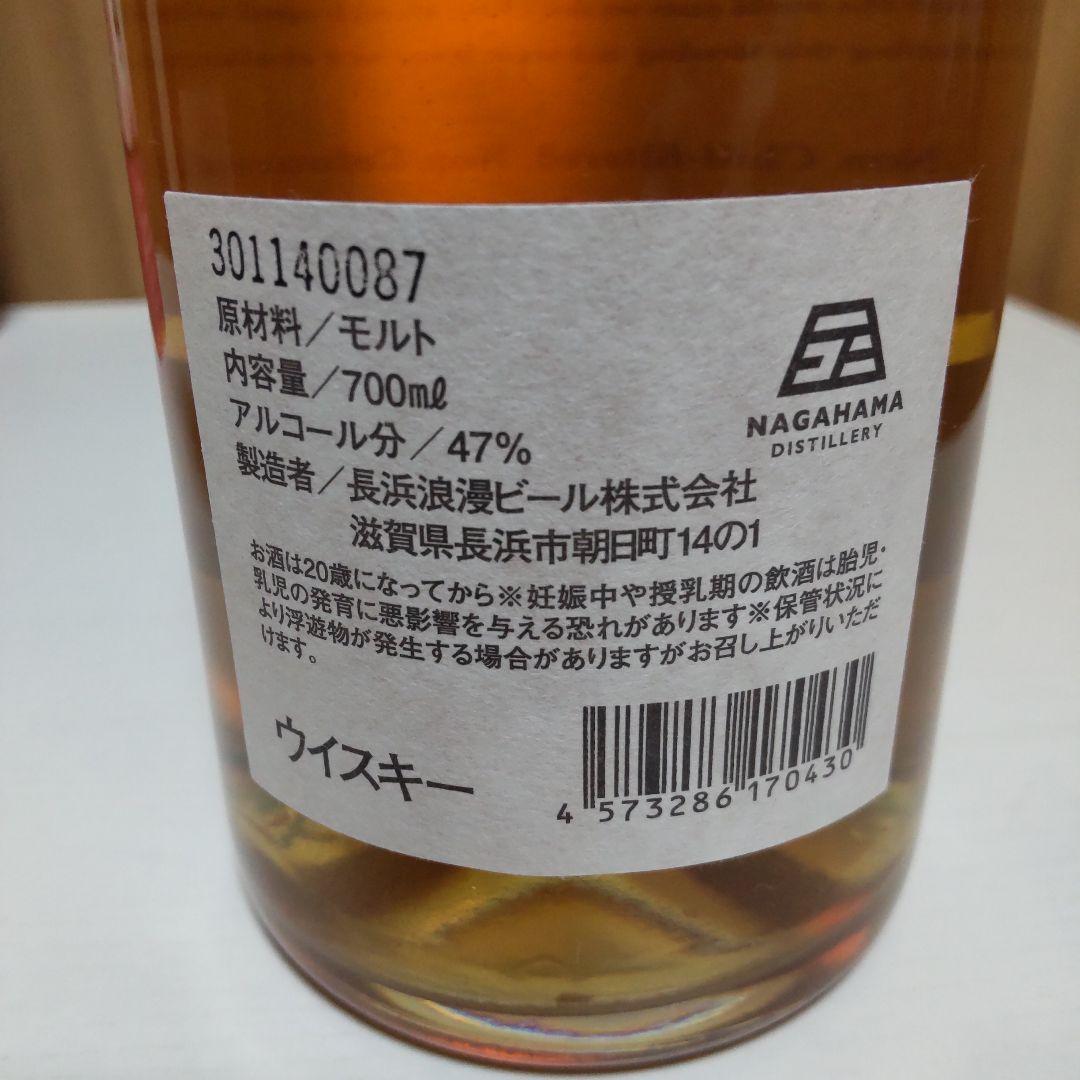 301140087
原材料／モルト
内容量／700㎖
アルコール分／47%
製造者／長浜浪漫ビール株式会社
滋賀県長浜市朝日町14の1
NAGAHAMA
DISTILLERY
お酒は20歳になってから※妊娠中や授乳期の飲酒は胎児・
乳児の発育に悪影響を与える恐れがあります※保管状況に
より浮遊物が発生する場合がありますがお召し上がりいただ
けます。
ウイスキー
4 573286 170430